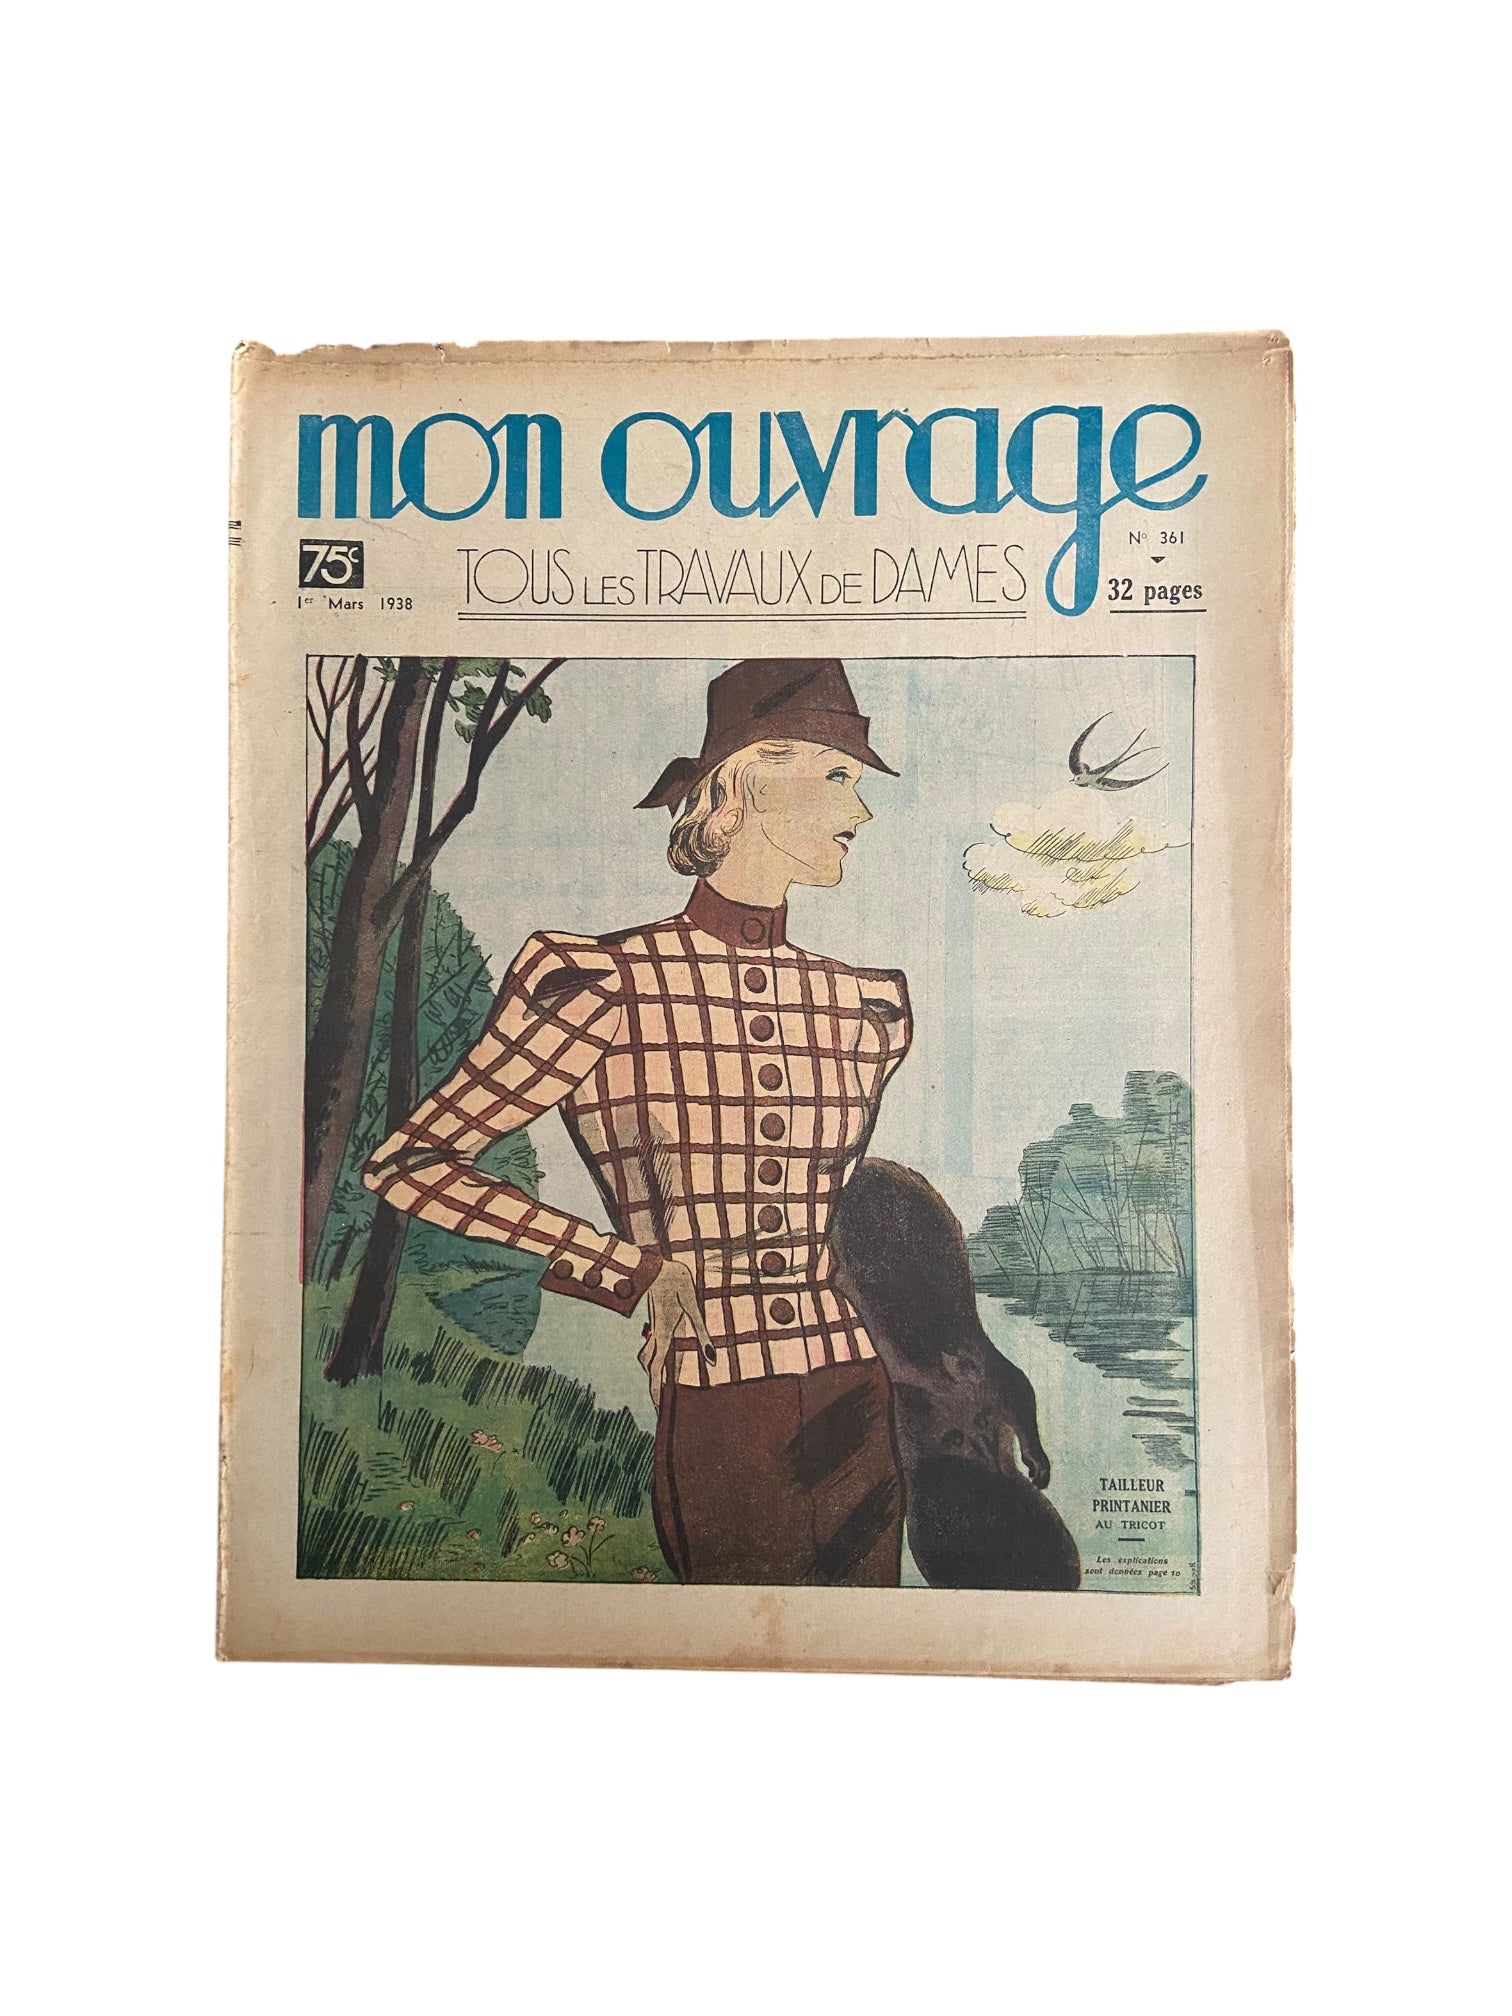 mon ouvrage
75c
1er Mars 1938
TOUS LES TRAVAUX DE DAMES
No 361
32 pages
TAILLEUR
PRINTANIER
AU TRICOT
Les explications
sont données page 10